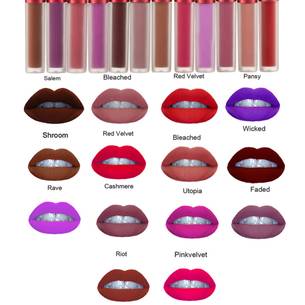 Salem Bleached Red Velvet Pansy
Shroom Red Velvet Bleached Wicked
Rave Cashmere Utopia Faded
Riot Pinkvelvet